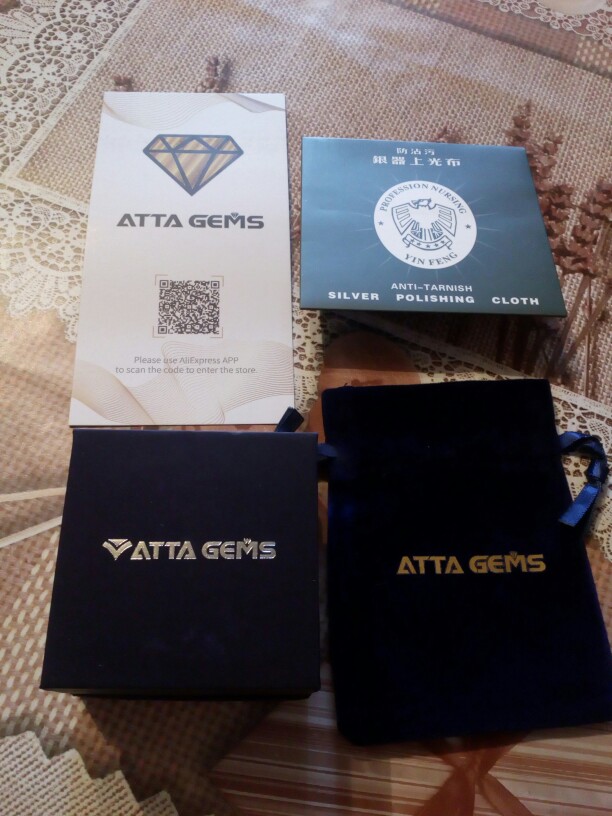 ATTA GEMS
Please use AliExpress APP
to scan the code to enter the store.
防沾污
銀器上光布
PROFESSION NURSING
YIN FENG
ANTI-TARNISH
SILVER POLISHING CLOTH
ATTA GEMS
ATTA GEMS